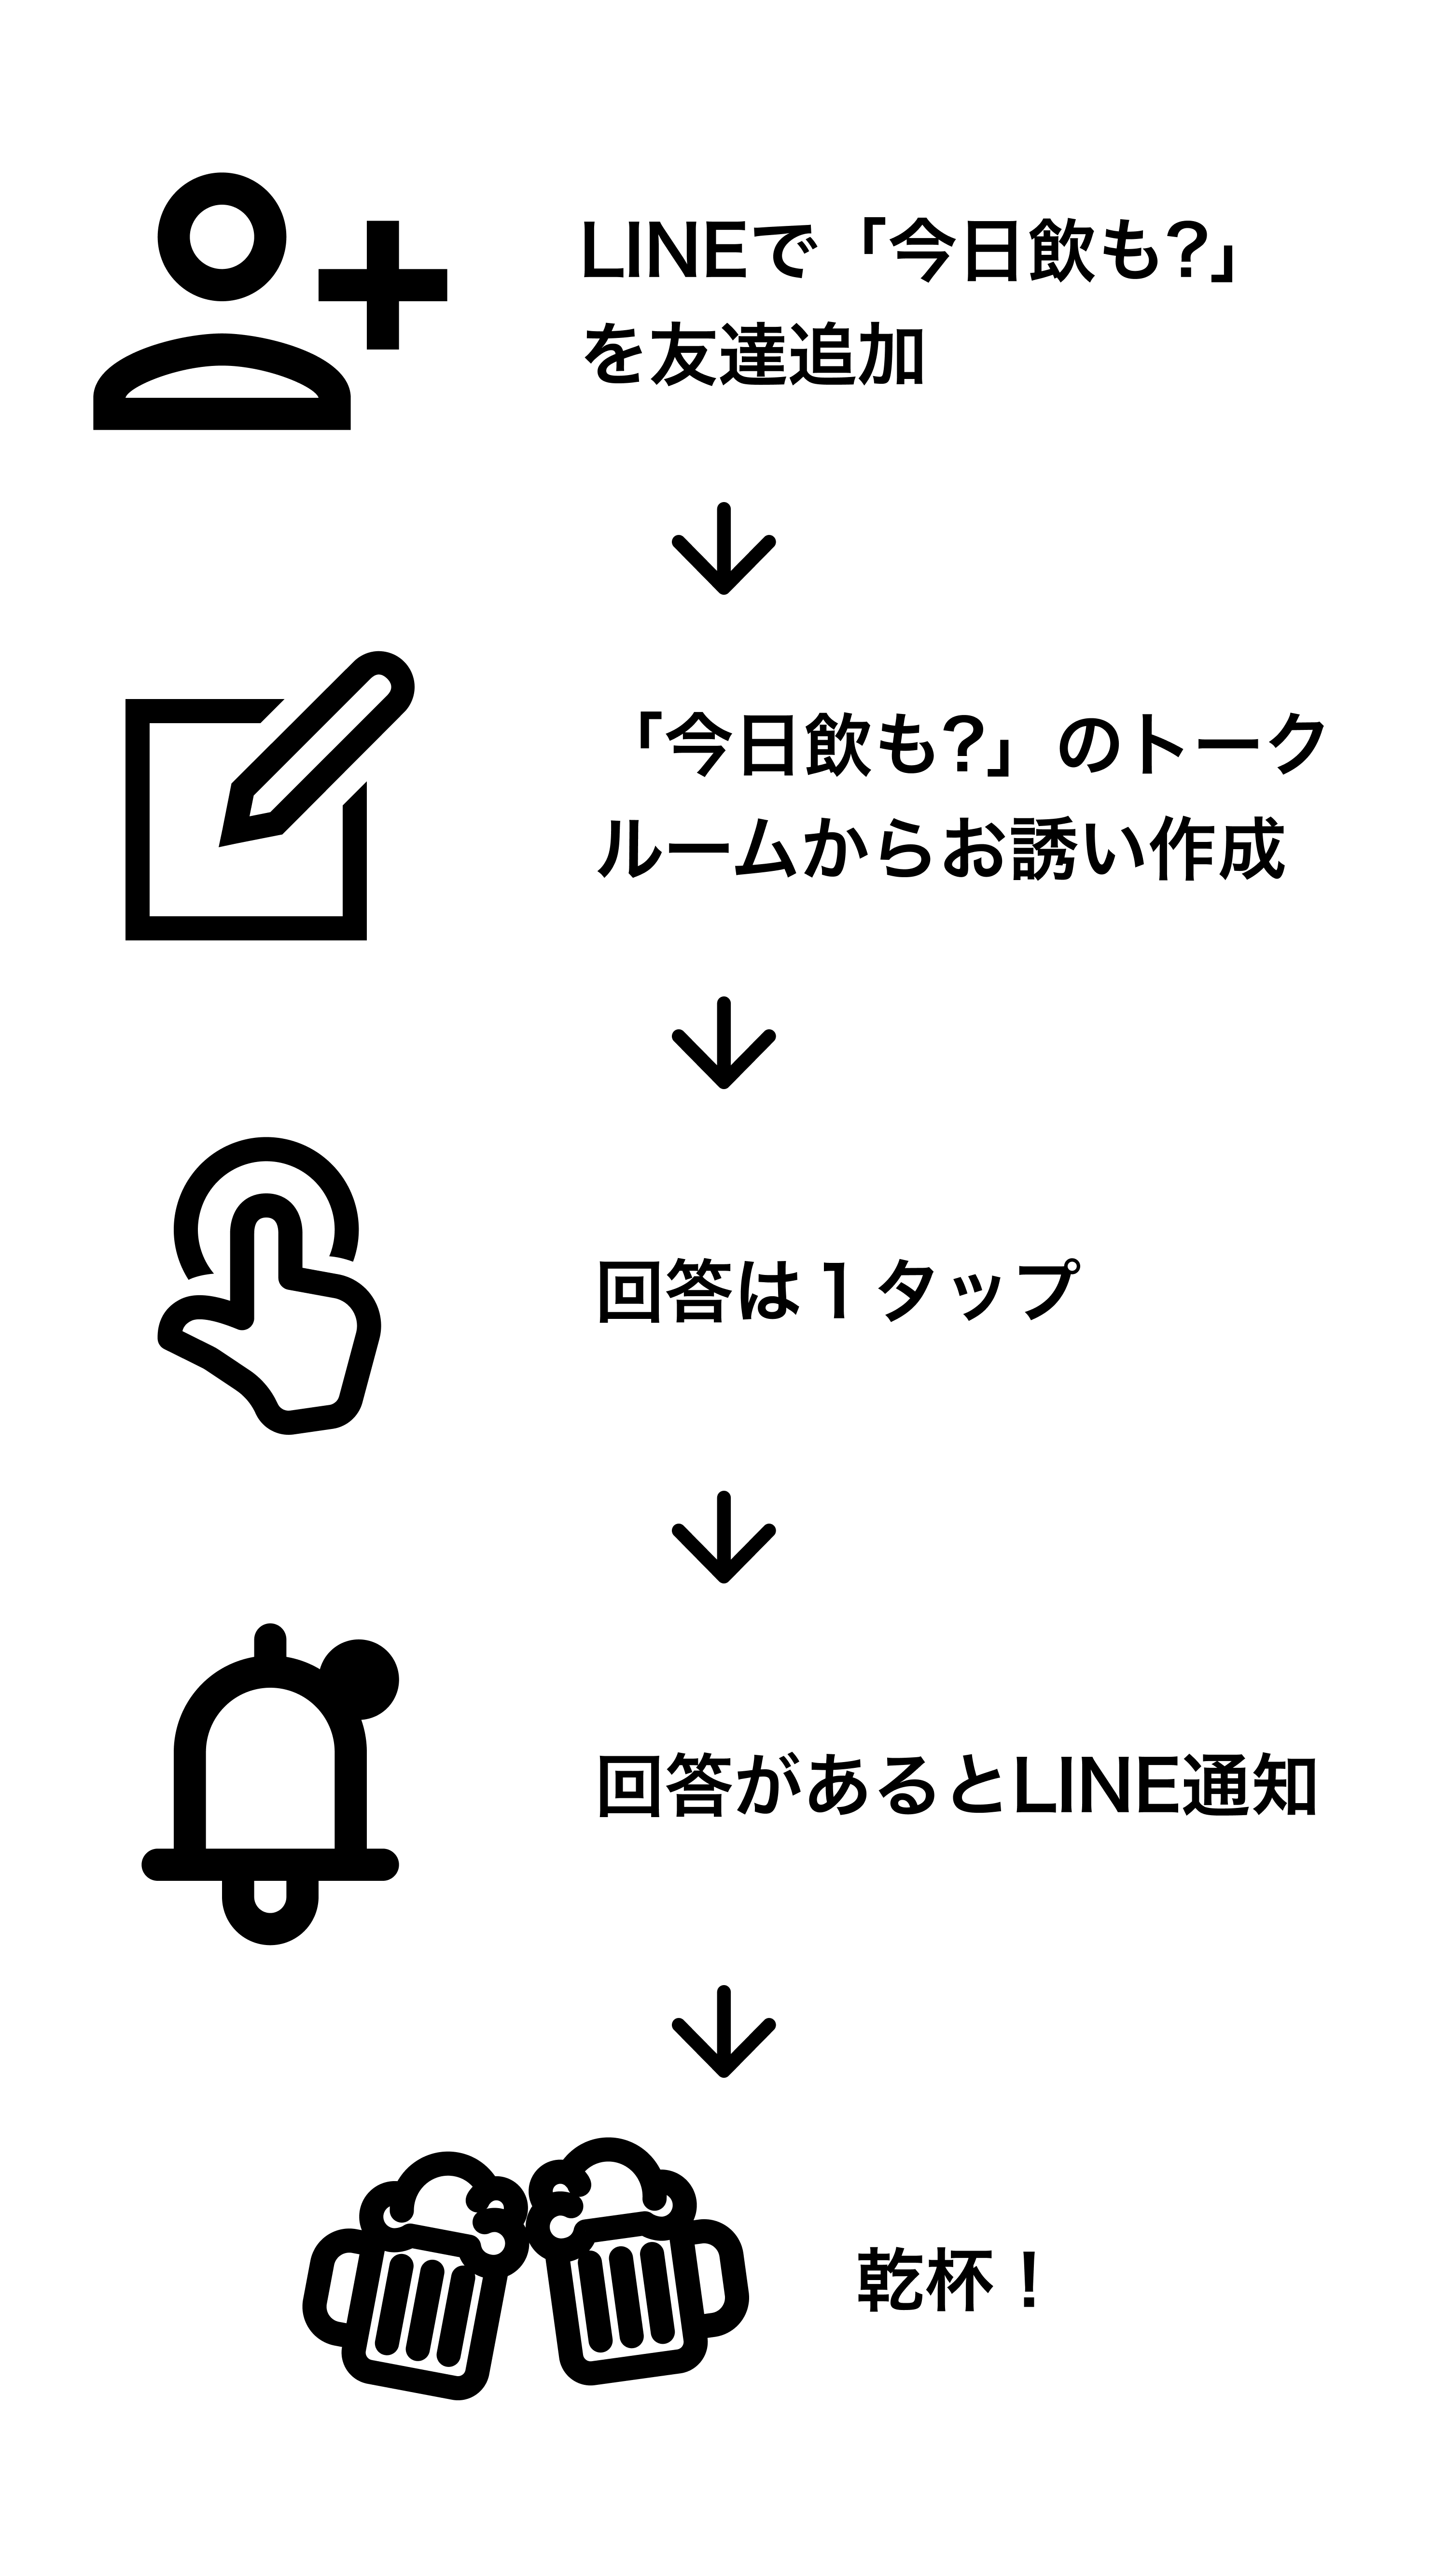 LINEで「今日飲も?」
を友達追加
「今日飲も?」のトーク
ルームからお誘い作成
回答は１タップ
回答があるとLINE通知
乾杯！